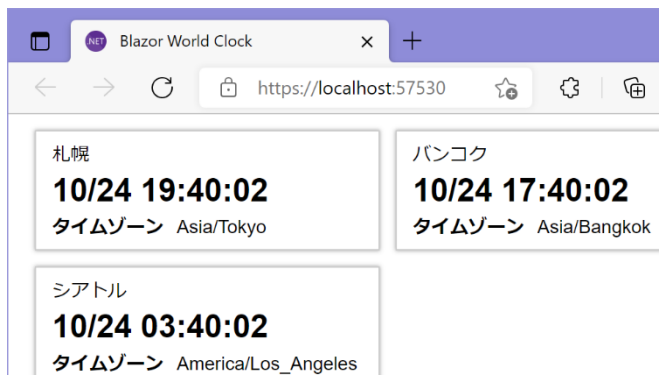 NET Blazor World Clock
https://localhost:57530
札幌
10/24 19:40:02
タイムゾーン Asia/Tokyo
バンコク
10/24 17:40:02
タイムゾーン Asia/Bangkok
シアトル
10/24 03:40:02
タイムゾーン America/Los_Angeles